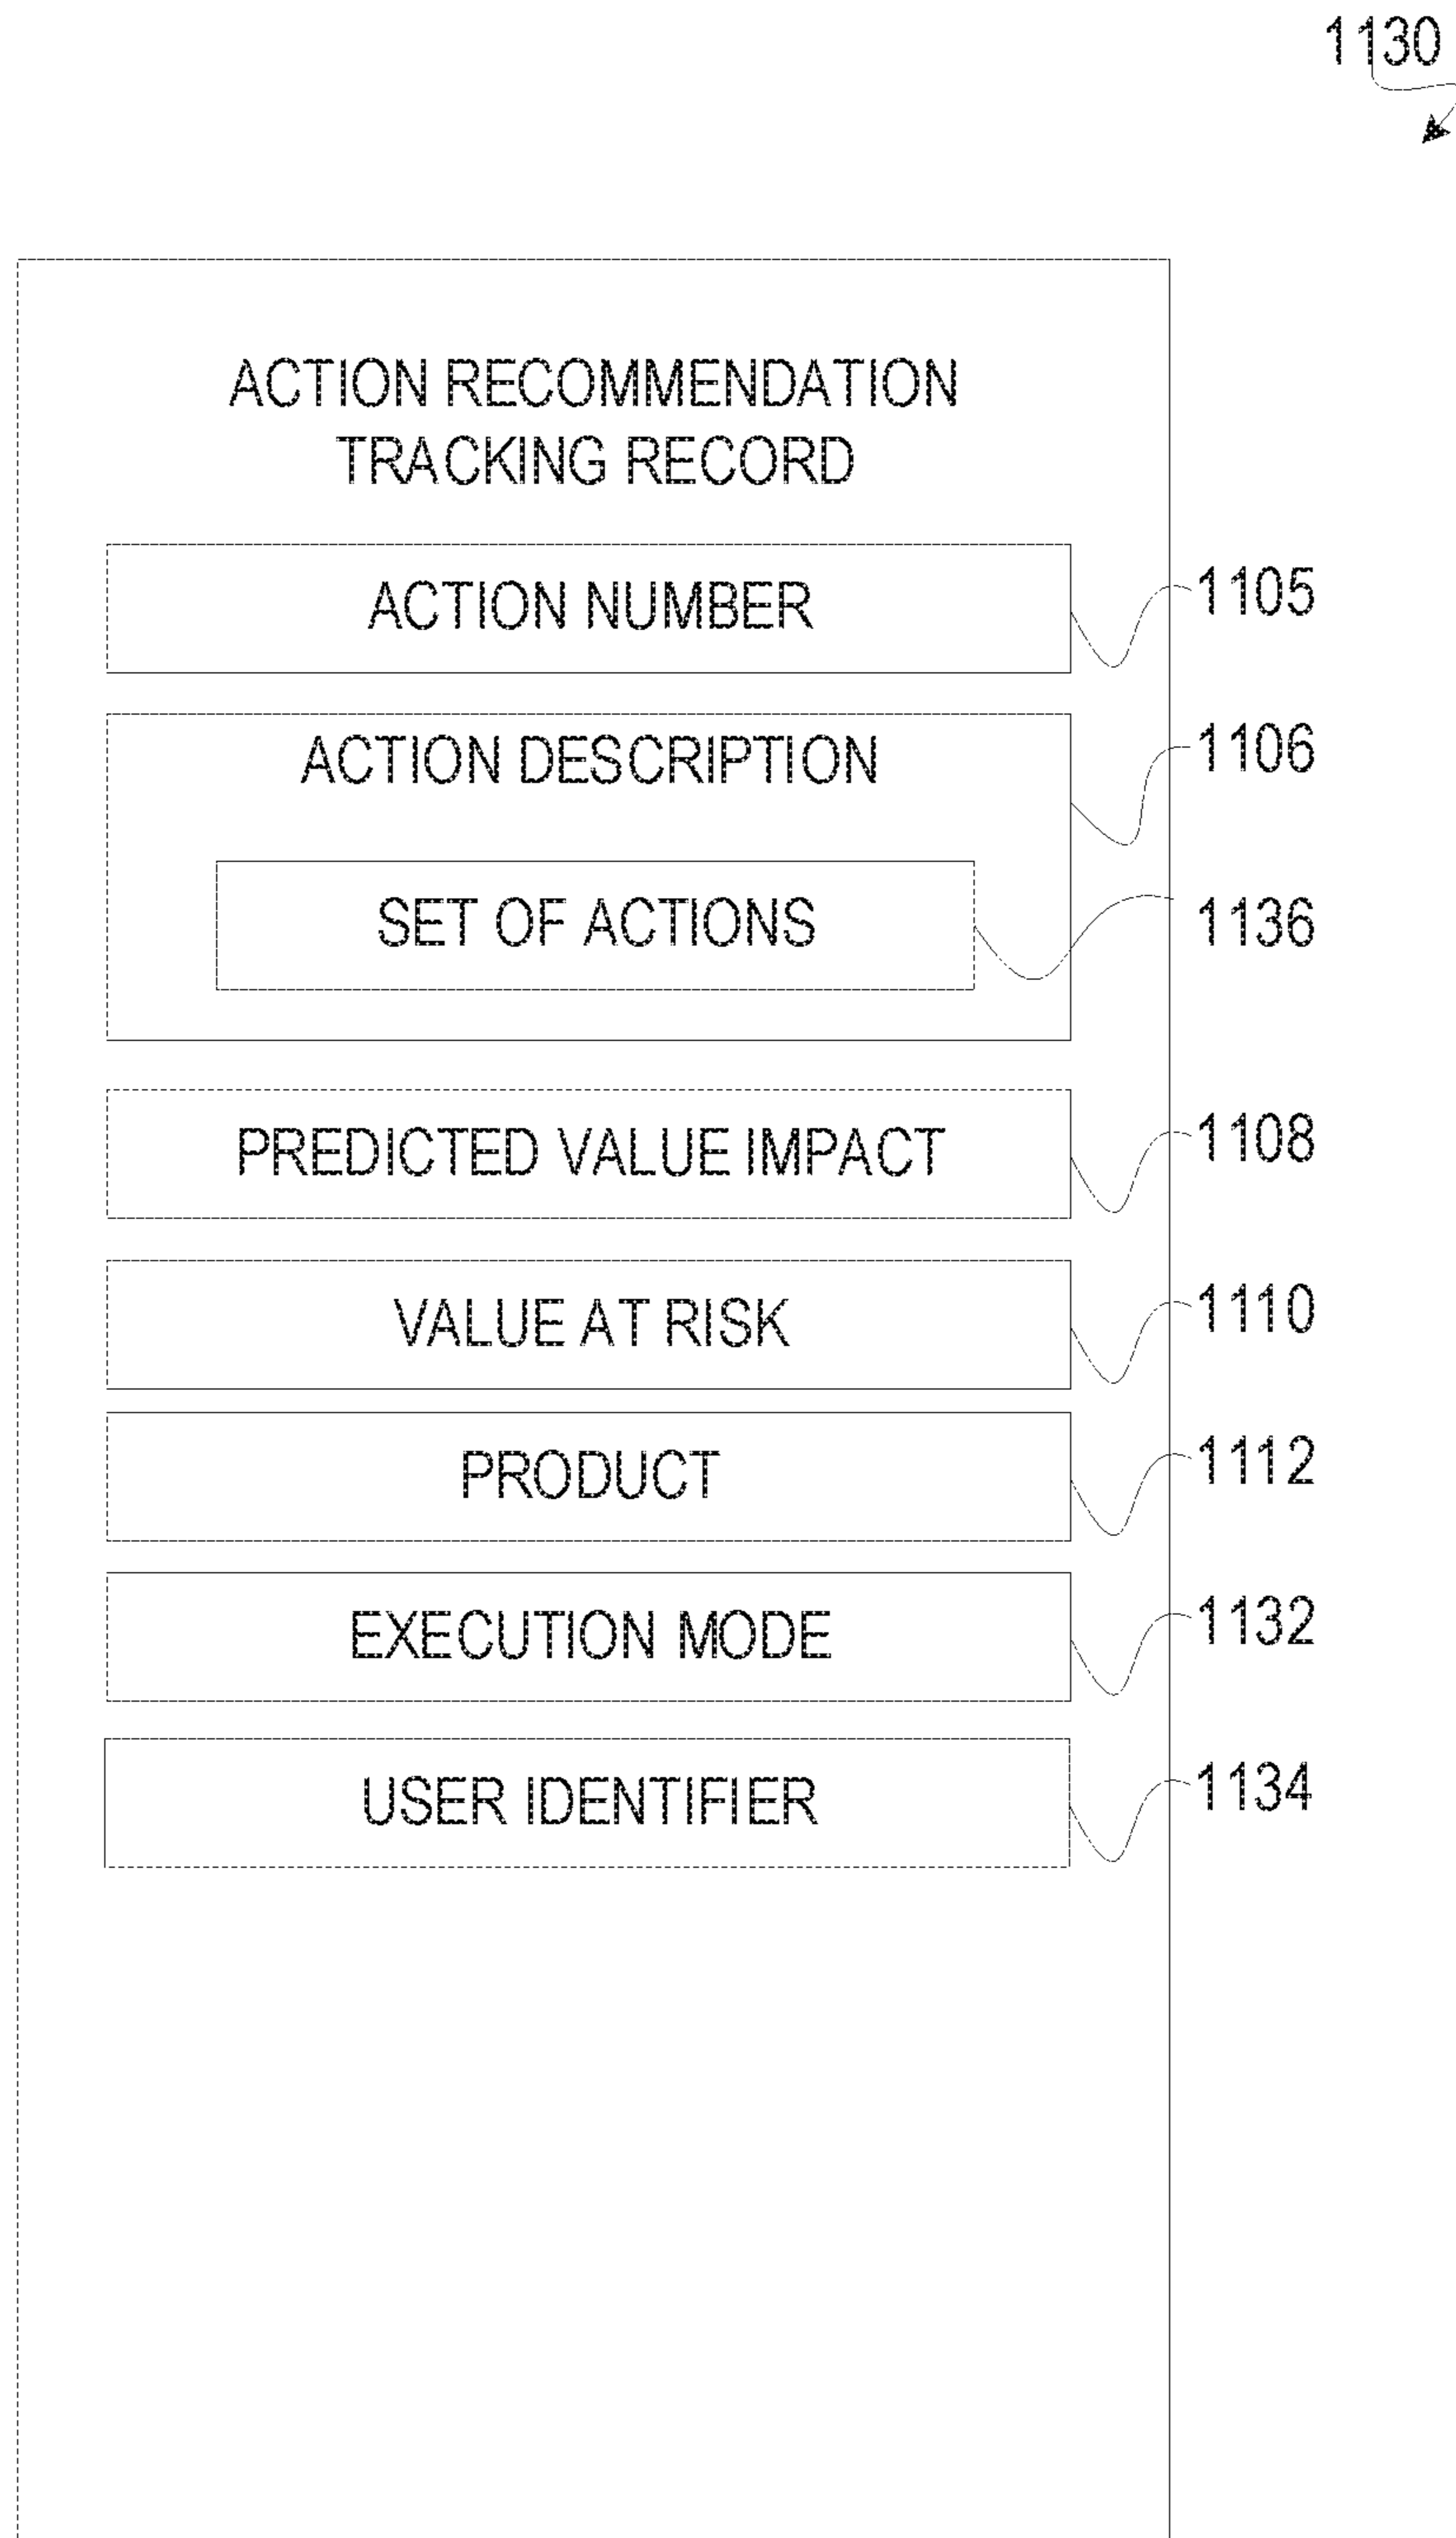 1130
ACTION RECOMMENDATION
TRACKING RECORD
ACTION NUMBER
1105
ACTION DESCRIPTION
1106
SET OF ACTIONS
1136
PREDICTED VALUE IMPACT
1108
VALUE AT RISK
1110
PRODUCT
1112
EXECUTION MODE
1132
USER IDENTIFIER
1134